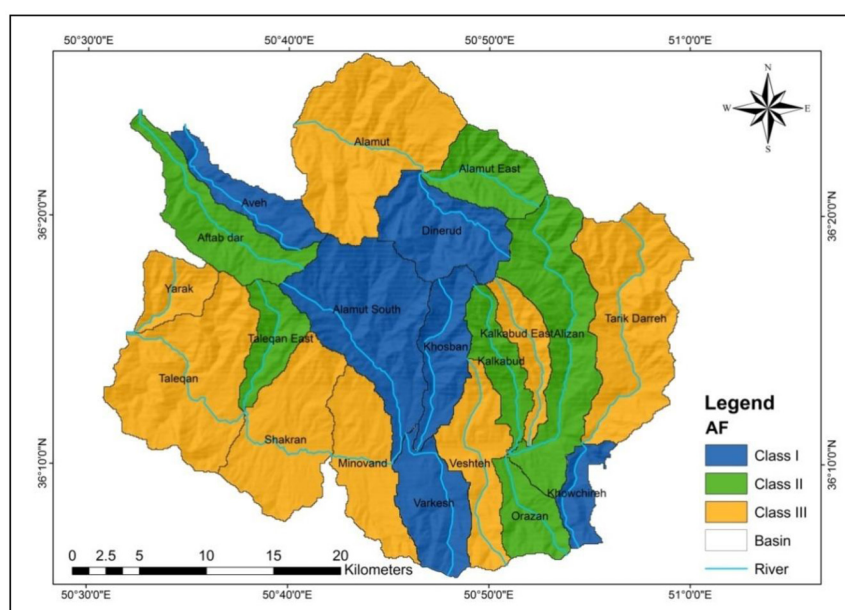 50°30'0"E
50°40'0"E
50°50'0"E
51°0'0"E
N
W
E
S
Alamut
Alamut East
Aveh
36°20'0"N
36°20'0"N
Dinerud
Aftab dar
Yarak
Alamut South
Tarik Darreh
Taleqan East
Khosban
Kalkabud East
Alizan
Kalkabud
Taleqan
Legend
AF
Shakran
Class I
36°10'0"N
36°10'0"N
Minovand
Veshteh
Class II
Khowchireh
Varkesh
Orazan
Class III
Basin
River
0 2.5 5 10 15 20
Kilometers
50°30'0"E
50°40'0"E
50°50'0"E
51°0'0"E